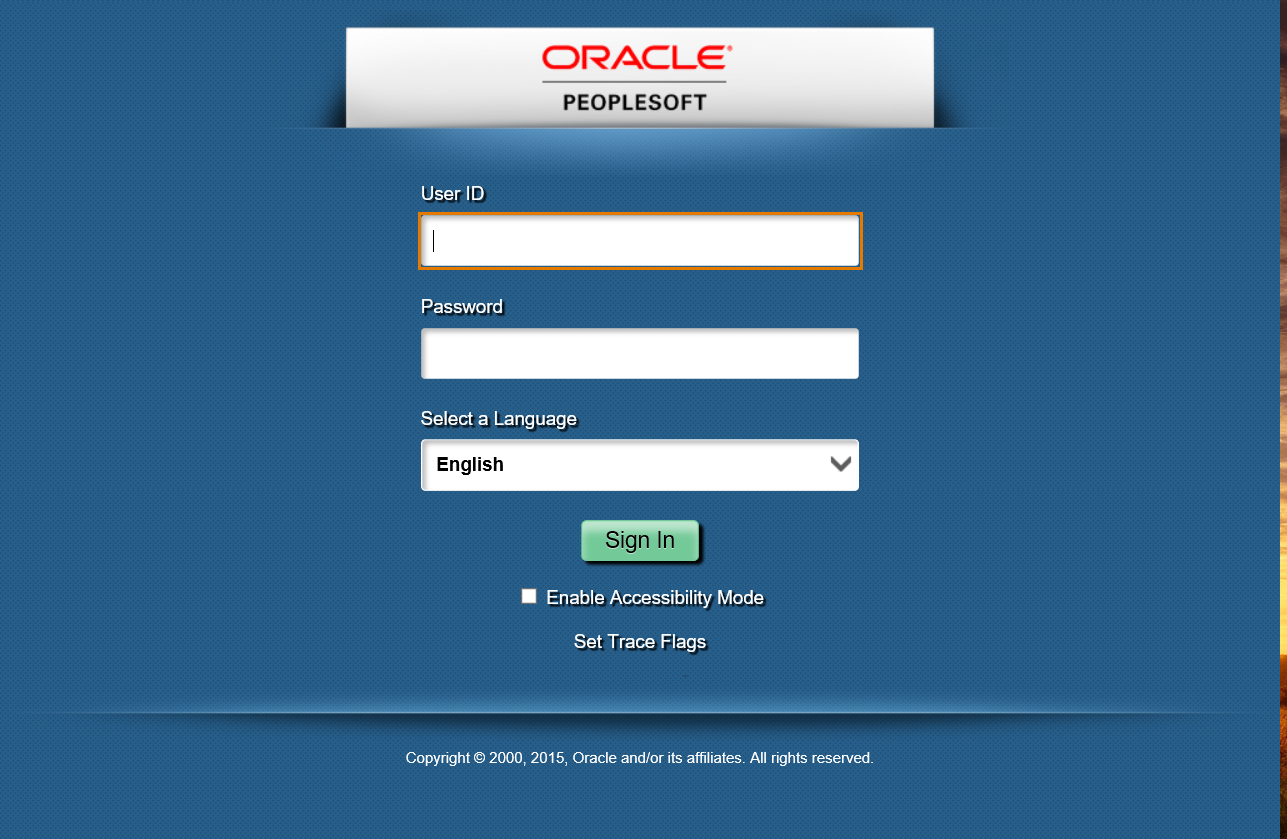 ORACLE®
PEOPLESOFT
User ID
Password
Select a Language
English
Sign In
Enable Accessibility Mode
Set Trace Flags
Copyright © 2000, 2015, Oracle and/or its affiliates. All rights reserved.